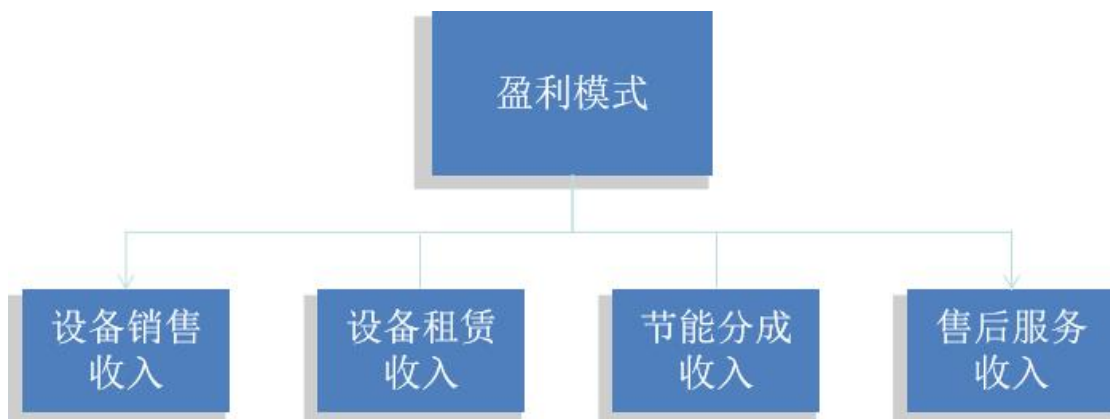 盈利模式
设备销售
收入
设备租赁
收入
节能分成
收入
售后服务
收入